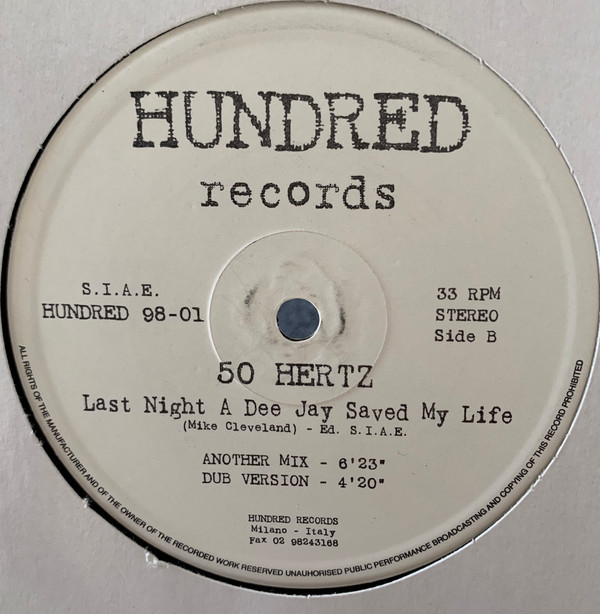 HUNDRED
records
S.I.A.E.
HUNDRED 98-01
33 RPM
STEREO
Side B
50 HERTZ
Last Night A Dee Jay Saved My Life
(Mike Cleveland) - Ed. S.I.A.E.
ANOTHER MIX - 6'23"
DUB VERSION - 4'20"
HUNDRED RECORDS
Milano - Italy
Fax 02 98243168
ALL RIGHTS OF THE MANUFACTURER AND OF THE OWNER OF THE RECORDED WORK RESERVED UNAUHORISED PUBLIC PERFORMANCE BROADCASTING AND COPYING OF THIS RECORD PROHIBITED